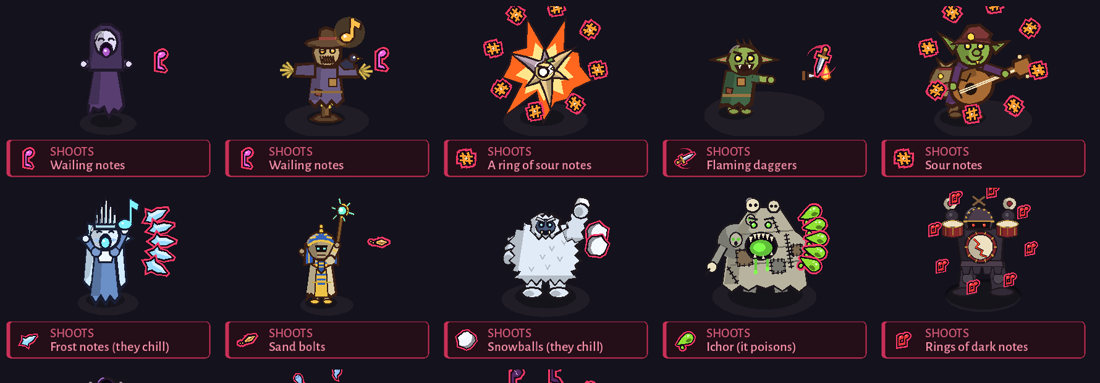 SHOOTS
Wailing notes
SHOOTS
Wailing notes
SHOOTS
A ring of sour notes
SHOOTS
Flaming daggers
SHOOTS
Sour notes
SHOOTS
Frost notes (they chill)
SHOOTS
Sand bolts
SHOOTS
Snowballs (they chill)
SHOOTS
Ichor (it poisons)
SHOOTS
Rings of dark notes